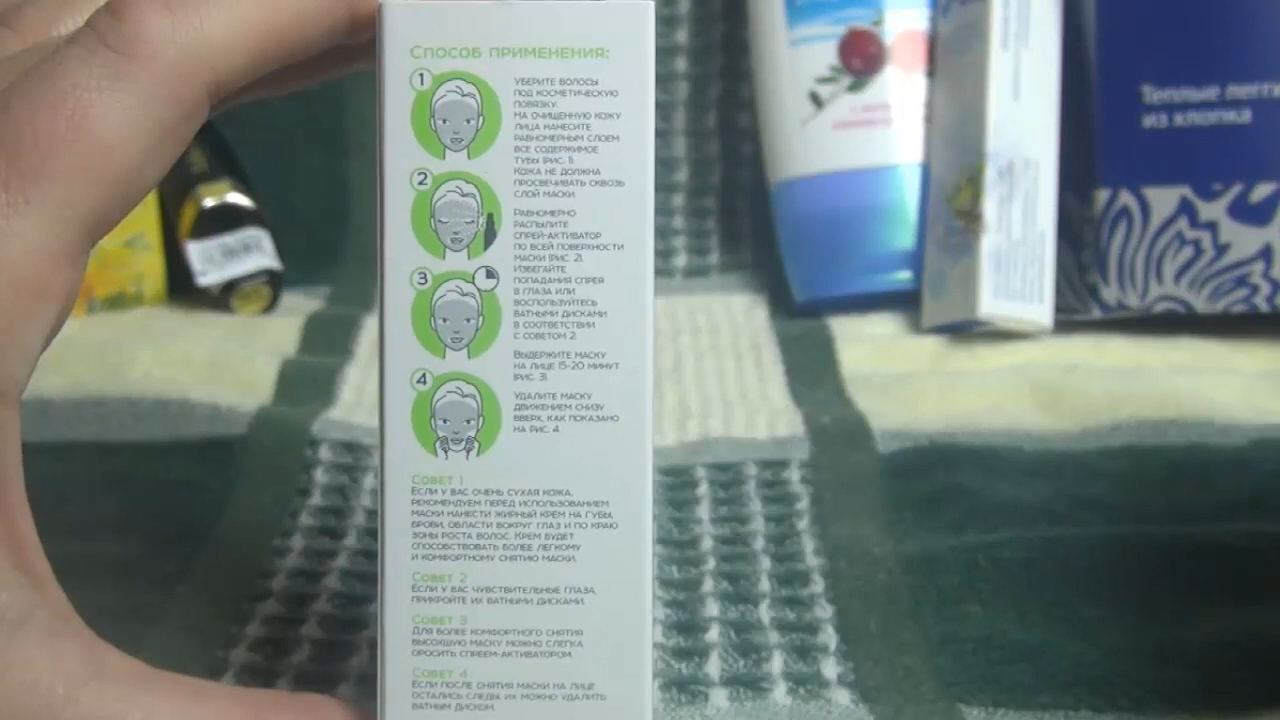 Способ применения:
1
Уберите волосы
под косметическую
повязку.
На очищенную кожу
лица нанесите
равномерным слоем
все содержимое
тубы (рис. 1).
Кожа не должна
просвечивать сквозь
слой маски.
2
Равномерно
распылите
спрей-активатор
по всей поверхности
маски (рис. 2).
Избегайте
попадания спрея
в глаза или
воспользуйтесь
ватными дисками
в соответствии
с советом 2.
3
Выдержите маску
на лице 15-20 минут
(рис. 3)
4
Удалите маску
движением снизу
вверх, как показано
на рис. 4.
Совет 1
Если у вас очень сухая кожа,
рекомендуем перед использованием
маски нанести жирный крем на губы,
брови, области вокруг глаз и по краю
зоны роста волос. Крем будет
способствовать более легкому
и комфортному снятию маски.
Совет 2
Если у вас чувствительные глаза,
прикройте их ватными дисками.
Совет 3
Для более комфортного снятия
высохшую маску можно слегка
оросить спреем-активатором.
Совет 4
Если после снятия маски на лице
остались следы, их можно удалить
ватным диском.
Теплые легги
из хлопка